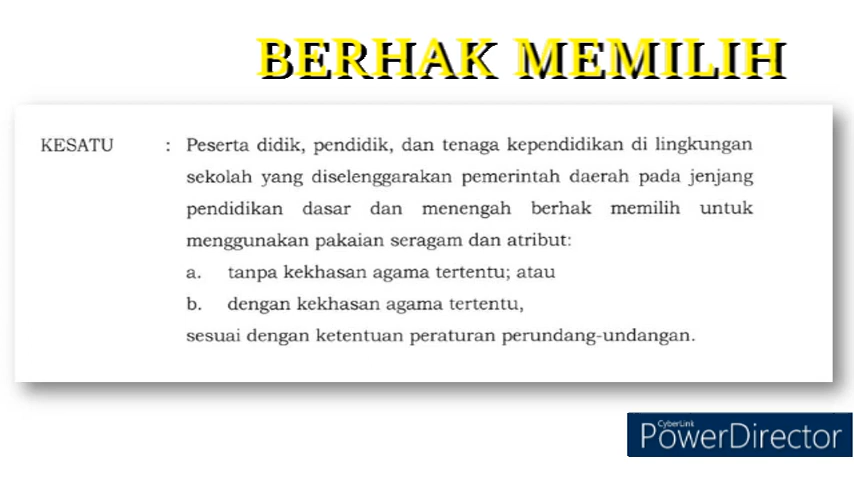 BERHAK MEMILIH
KESATU : Peserta didik, pendidik, dan tenaga kependidikan di lingkungan
sekolah yang diselenggarakan pemerintah daerah pada jenjang
pendidikan dasar dan menengah berhak memilih untuk
menggunakan pakaian seragam dan atribut:
a. tanpa kekhasan agama tertentu; atau
b. dengan kekhasan agama tertentu,
sesuai dengan ketentuan peraturan perundang-undangan.
CyberLink
PowerDirector